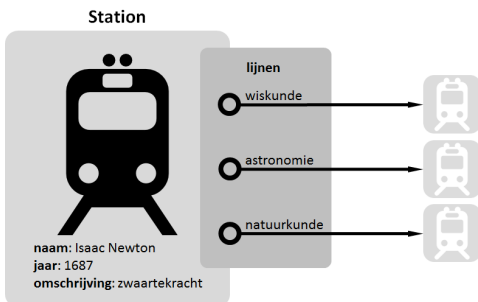 Station
lijnen
wiskunde
astronomie
natuurkunde
naam: Isaac Newton
jaar: 1687
omschrijving: zwaartekracht